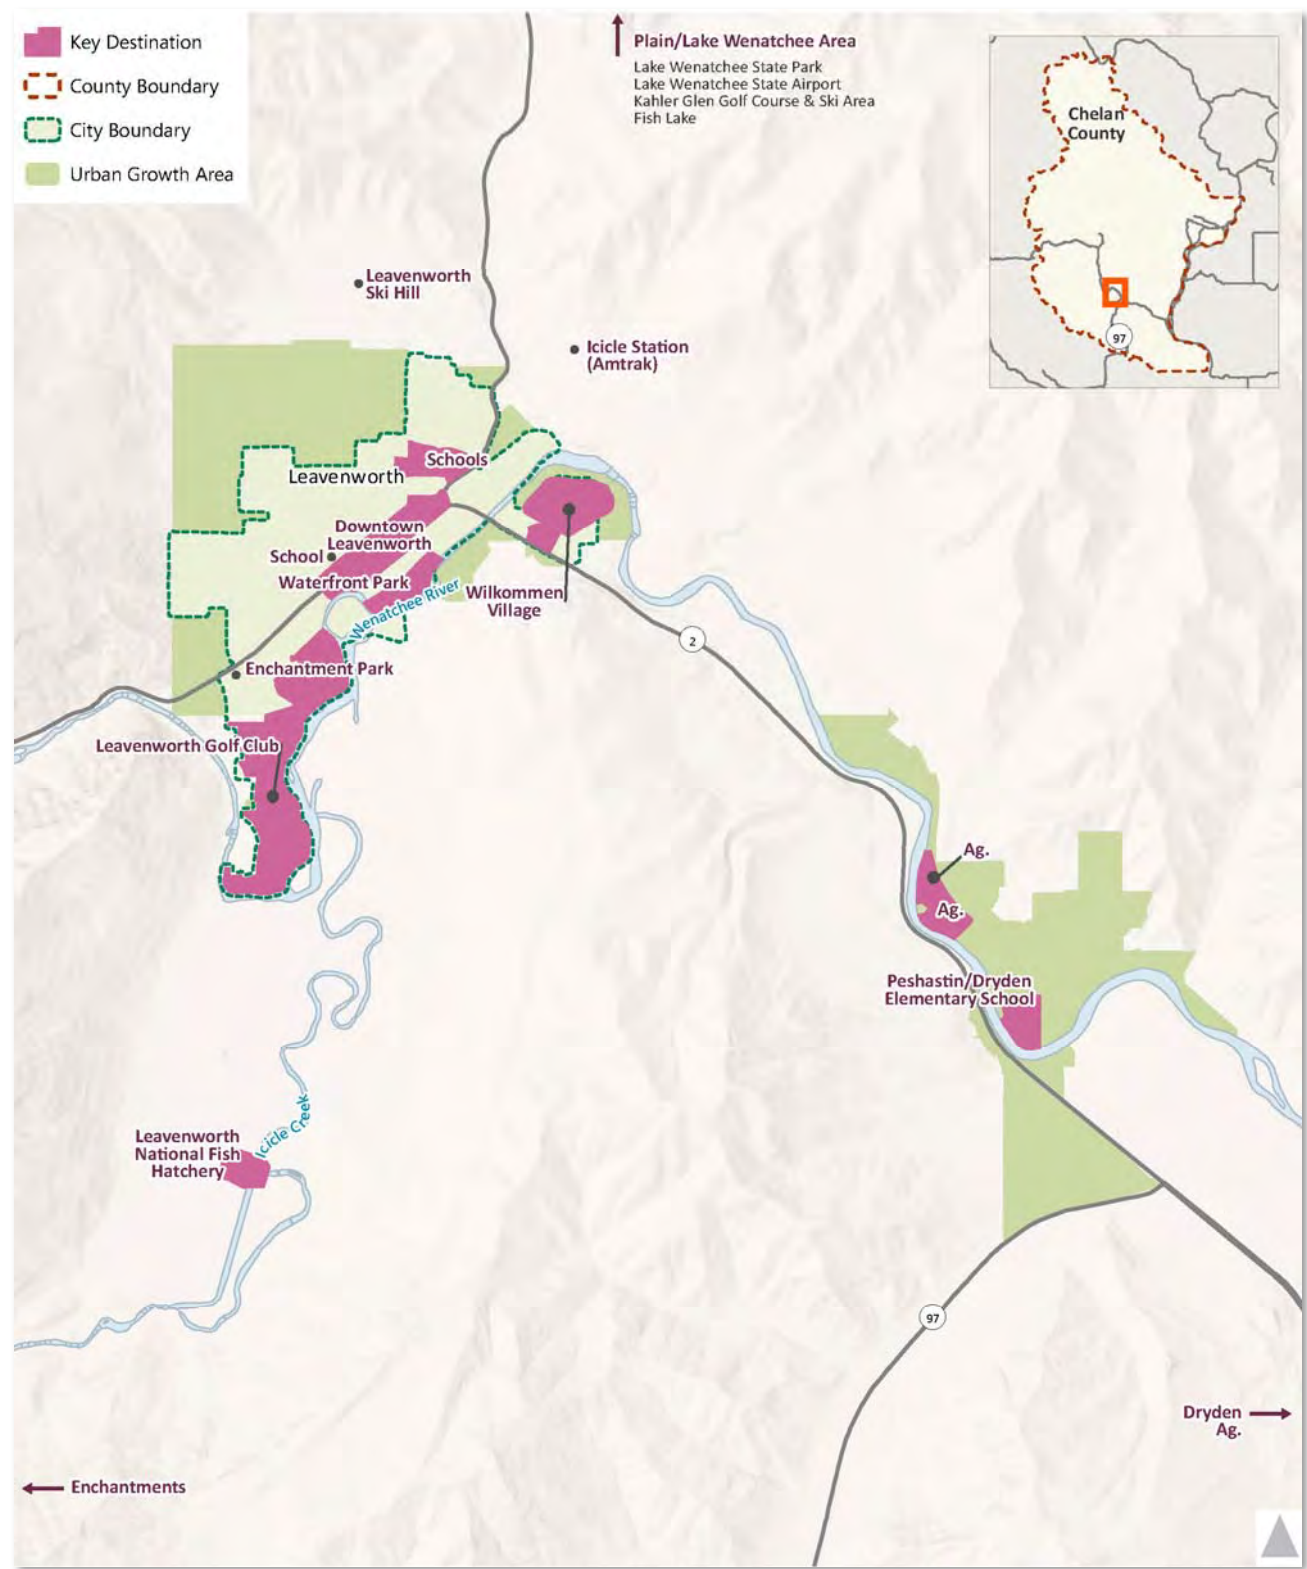 Key Destination
County Boundary
City Boundary
Urban Growth Area
Plain/Lake Wenatchee Area
Lake Wenatchee State Park
Lake Wenatchee State Airport
Kahler Glen Golf Course & Ski Area
Fish Lake
Chelan
County
97
Leavenworth
Ski Hill
Icicle Station
(Amtrak)
Schools
Leavenworth
Downtown
Leavenworth
School
Waterfront Park
Wenatchee River
Wilkommen
Village
2
Enchantment Park
Leavenworth Golf Club
Ag.
Ag.
Peshastin/Dryden
Elementary School
Icicle Creek
Leavenworth
National Fish
Hatchery
97
Dryden
Ag.
Enchantments